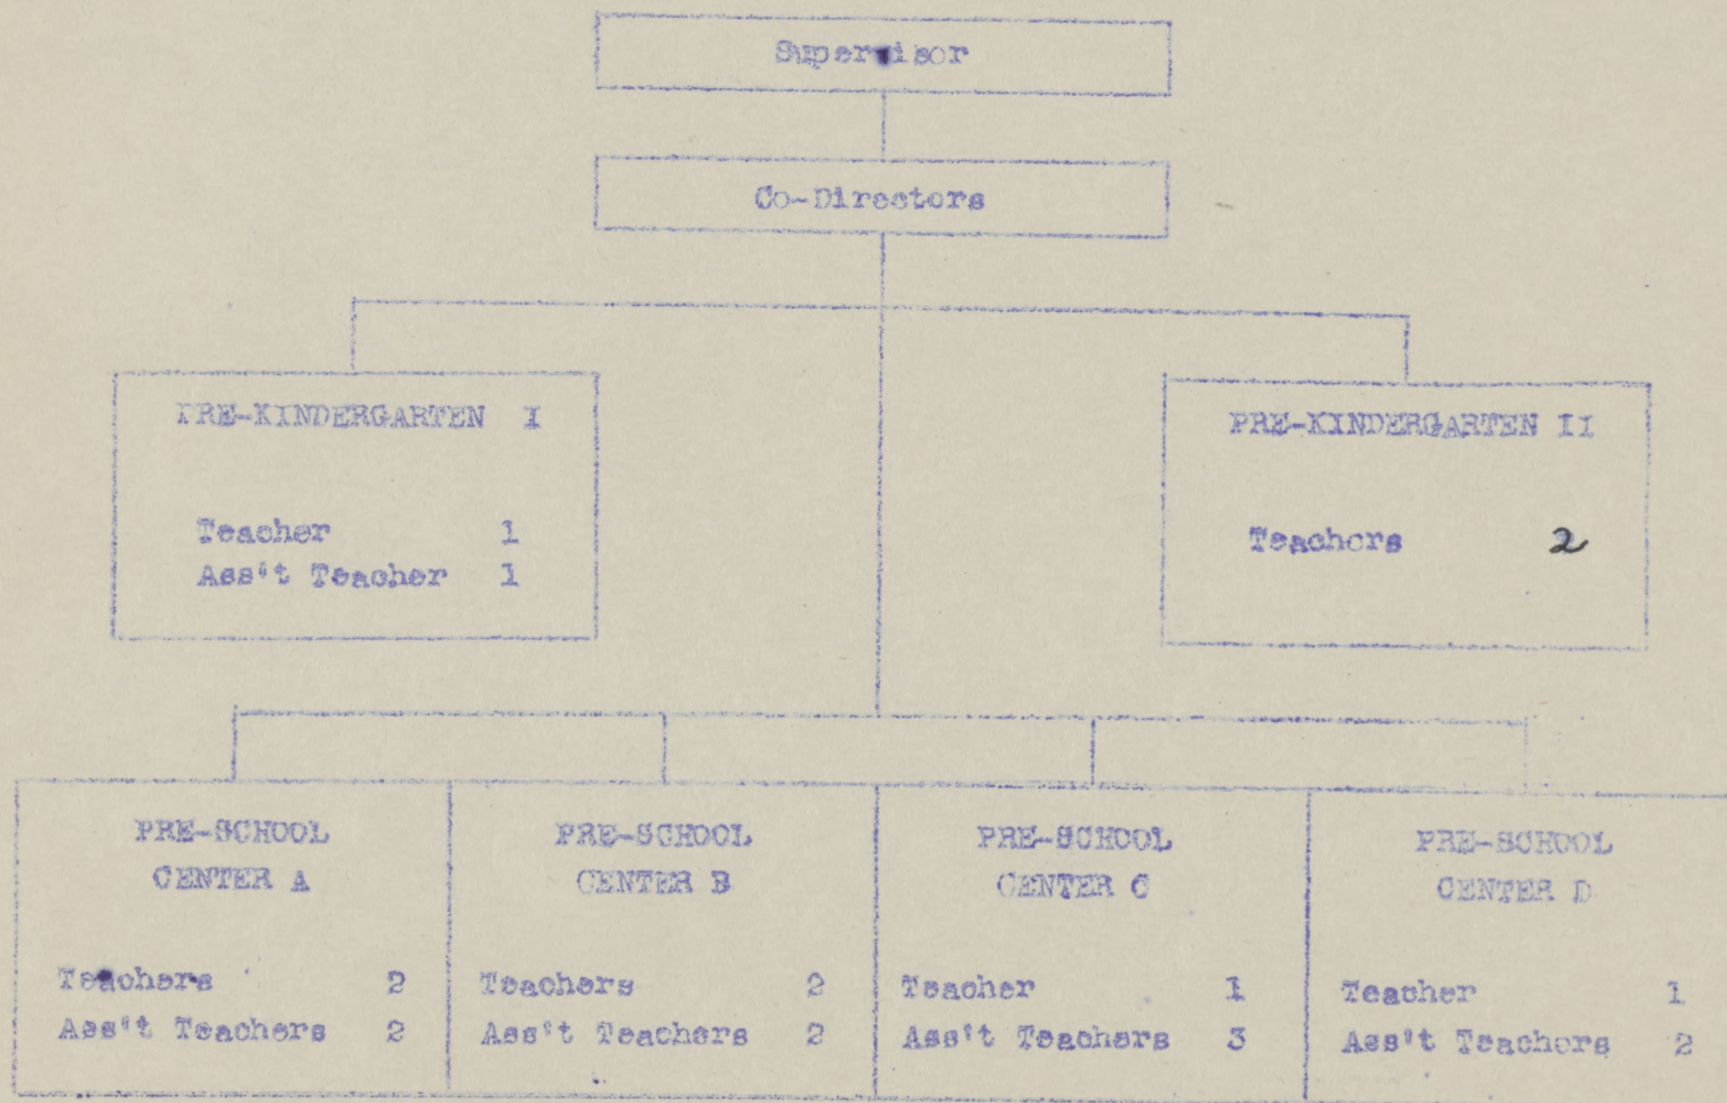 Supervisor
Co-Directors
PRE-KINDERGARTEN I
Teacher 1
Ass't Teacher 1
PRE-KINDERGARTEN II
Teachers 2
PRE-SCHOOL
CENTER A
Teachers 2
Ass't Teachers 2
PRE-SCHOOL
CENTER B
Teachers 2
Ass't Teachers 2
PRE-SCHOOL
CENTER C
Teacher 1
Ass't Teachers 3
PRE-SCHOOL
CENTER D
Teacher 1
Ass't Teachers 2